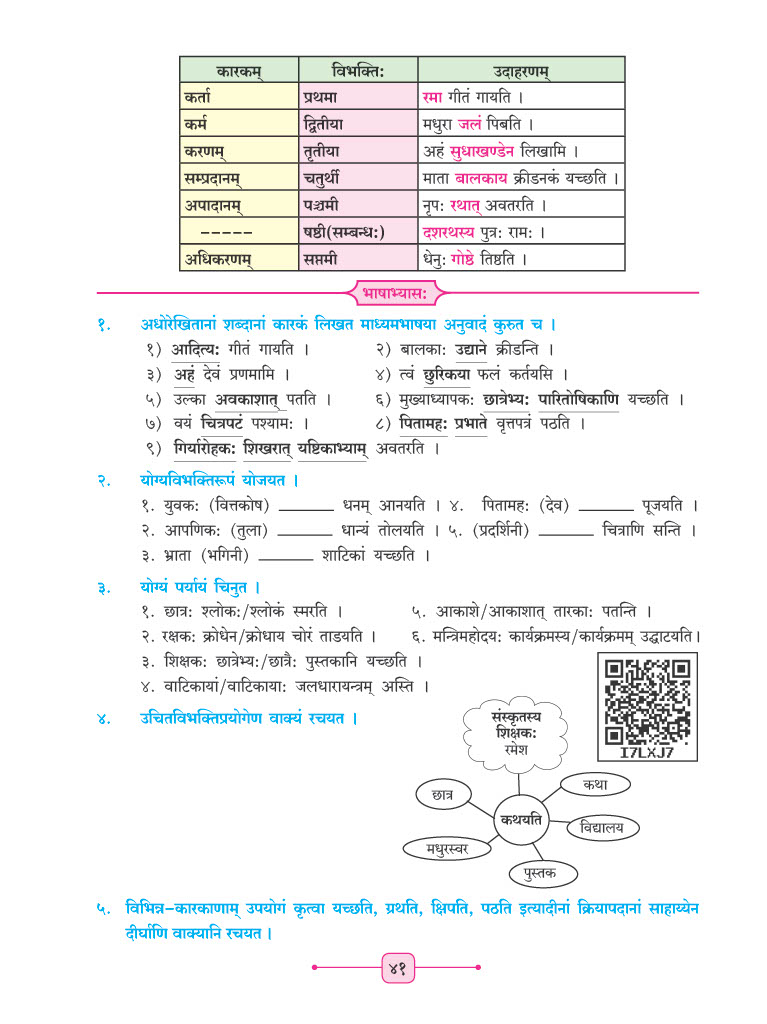 कारकम् विभक्तिः उदाहरणम्
कर्ता प्रथमा रमा गीतं गायति ।
कर्म द्वितीया मधुरा जलं पिबति ।
करणम् तृतीया अहं सुधाखण्डेन लिखामि ।
सम्प्रदानम् चतुर्थी माता बालकाय क्रीडनकं यच्छति ।
अपादानम् पञ्चमी नृपः रथात् अवतरति ।
----- षष्ठी(सम्बन्धः) दशरथस्य पुत्रः रामः ।
अधिकरणम् सप्तमी धेनुः गोष्ठे तिष्ठति ।
भाषाभ्यासः
१. अधोरेखितानां शब्दानां कारकं लिखत माध्यमभाषया अनुवादं कुरुत च ।
१) आदित्यः गीतं गायति । २) बालकाः उद्याने क्रीडन्ति ।
३) अहं देवं प्रणमामि । ४) त्वं छुरिकया फलं कर्तयसि ।
५) उल्का अवकाशात् पतति । ६) मुख्याध्यापकः छात्रेभ्यः पारितोषिकाणि यच्छति ।
७) वयं चित्रपटं पश्यामः । ८) पितामहः प्रभाते वृत्तपत्रं पठति ।
९) गिर्यारोहकः शिखरात् यष्टिकाभ्याम् अवतरति ।
२. योग्यविभक्तिरूपं योजयत ।
१. युवकः (वित्तकोष) ______ धनम् आनयति । ४. पितामहः (देव) ______ पूजयति ।
२. आपणिकः (तुला) ______ धान्यं तोलयति । ५. (प्रदर्शिनी) ______ चित्राणि सन्ति ।
३. भ्राता (भगिनी) ______ शाटिकां यच्छति ।
३. योग्यं पर्यायं चिनुत ।
१. छात्रः श्लोकः/श्लोकं स्मरति । ५. आकाशे/आकाशात् तारकाः पतन्ति ।
२. रक्षकः क्रोधेन/क्रोधाय चोरं ताडयति । ६. मन्त्रिमहोदयः कार्यक्रमस्य/कार्यक्रमम् उद्घाटयति।
३. शिक्षकः छात्रेभ्यः/छात्रैः पुस्तकानि यच्छति ।
४. वाटिकायां/वाटिकायाः जलधारायन्त्रम् अस्ति ।
४. उचितविभक्तिप्रयोगेण वाक्यं रचयत ।
संस्कृतस्य
शिक्षकः
रमेश
I7LXJ7
छात्र
कथा
कथयति
विद्यालय
मधुरस्वर
पुस्तक
५. विभिन्न-कारकाणाम् उपयोगं कृत्वा यच्छति, ग्रथति, क्षिपति, पठति इत्यादीनां क्रियापदानां साहाय्येन
दीर्घाणि वाक्यानि रचयत ।
४१